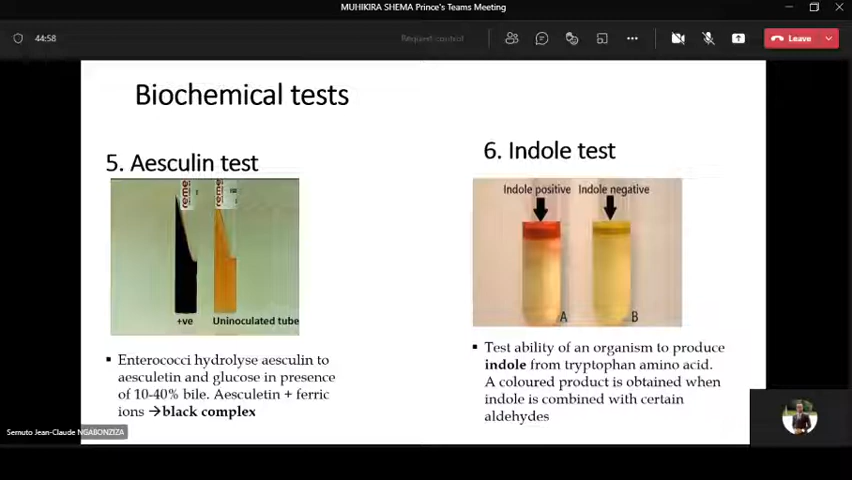 MUHIKIRA SHEMA Prince's Teams Meeting
44:58
Request control
Leave
Biochemical tests
5. Aesculin test
+ve
Uninoculated tube
▪ Enterococci hydrolyse aesculin to
aesculetin and glucose in presence
of 10-40% bile. Aesculetin + ferric
ions →black complex
6. Indole test
Indole positive
Indole negative
A
B
▪ Test ability of an organism to produce
indole from tryptophan amino acid.
A coloured product is obtained when
indole is combined with certain
aldehydes
Semuto Jean-Claude NGABONZIZA